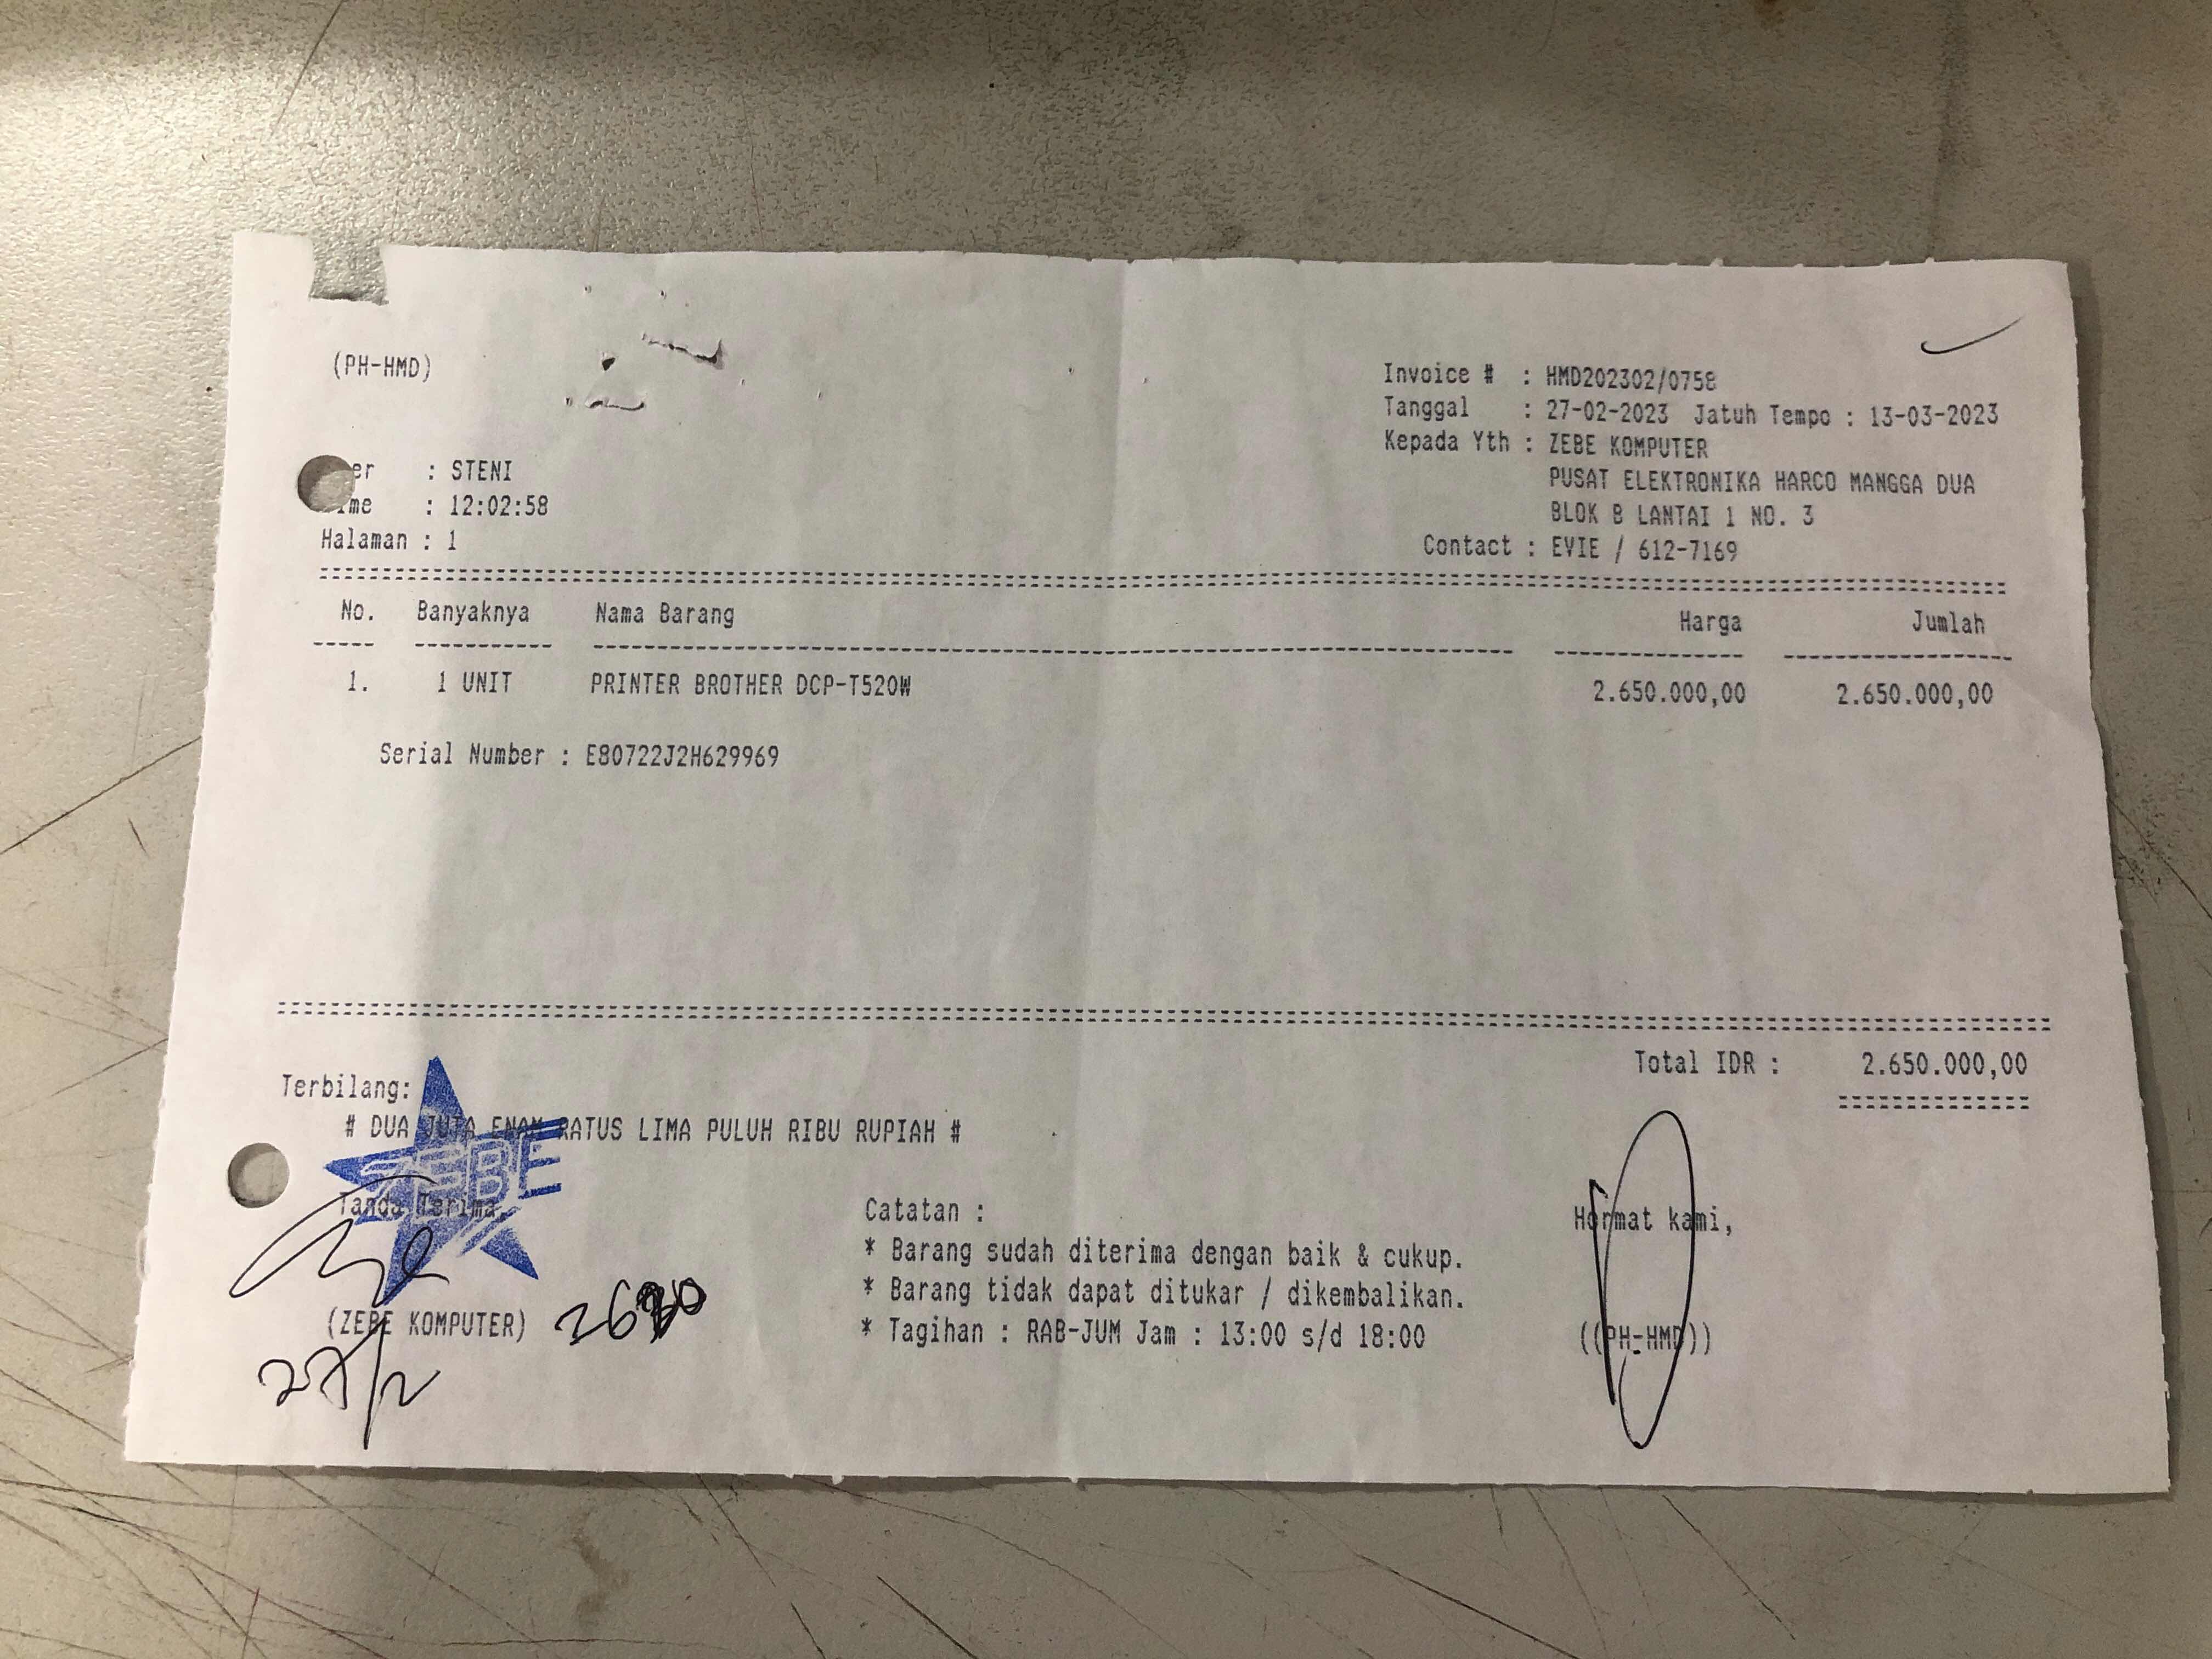 (PH-HMD)
Invoice # : HMD202302/0758
Tanggal : 27-02-2023 Jatuh Tempo : 13-03-2023
Kepada Yth : ZEBE KOMPUTER
PUSAT ELEKTRONIKA HARCO MANGGA DUA
BLOK B LANTAI 1 NO. 3
Contact : EVIE / 612-7169
er : STENI
ime : 12:02:58
Halaman : 1
No. Banyaknya Nama Barang Harga Jumlah
1. 1 UNIT PRINTER BROTHER DCP-T520W 2.650.000,00 2.650.000,00
Serial Number : E80722J2H629969
Total IDR : 2.650.000,00
Terbilang:
# DUA JUTA ENAM RATUS LIMA PULUH RIBU RUPIAH #
ZEBE
Tanda Terima,
(ZEBE KOMPUTER)
27/2
Catatan :
* Barang sudah diterima dengan baik & cukup.
* Barang tidak dapat ditukar / dikembalikan.
* Tagihan : RAB-JUM Jam : 13:00 s/d 18:00
Hormat kami,
((PH-HMD))